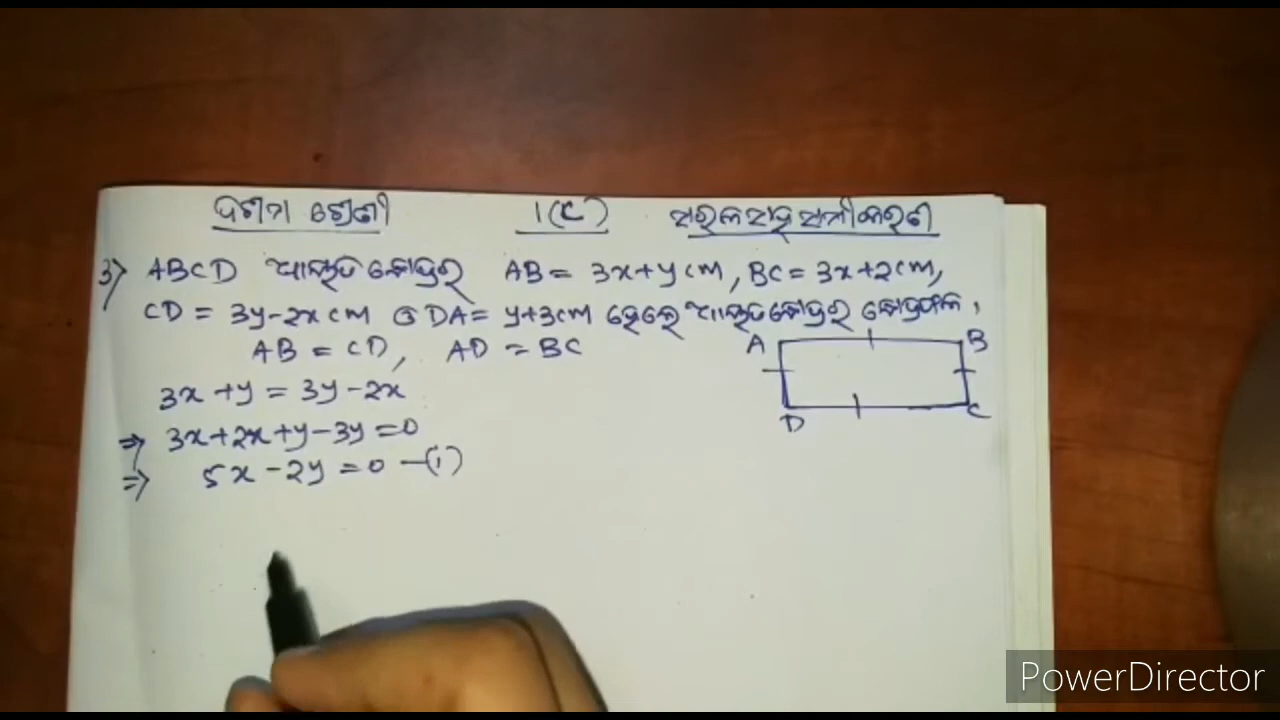 ଦଶମ ଶ୍ରେଣୀ 1(C) ସରଳସହସମୀକରଣ
3) ABCD ଆୟତକ୍ଷେତ୍ରର AB = 3x+y cm, BC = 3x+2cm,
CD = 3y-2x cm ଓ DA = y+3cm ହେଲେ ଆୟତକ୍ଷେତ୍ରର କ୍ଷେତ୍ରଫଳ,
AB = CD, AD = BC
A B
3x + y = 3y - 2x
D C
⇒ 3x+2x+y-3y=0
⇒ 5x - 2y = 0 —(1)
PowerDirector